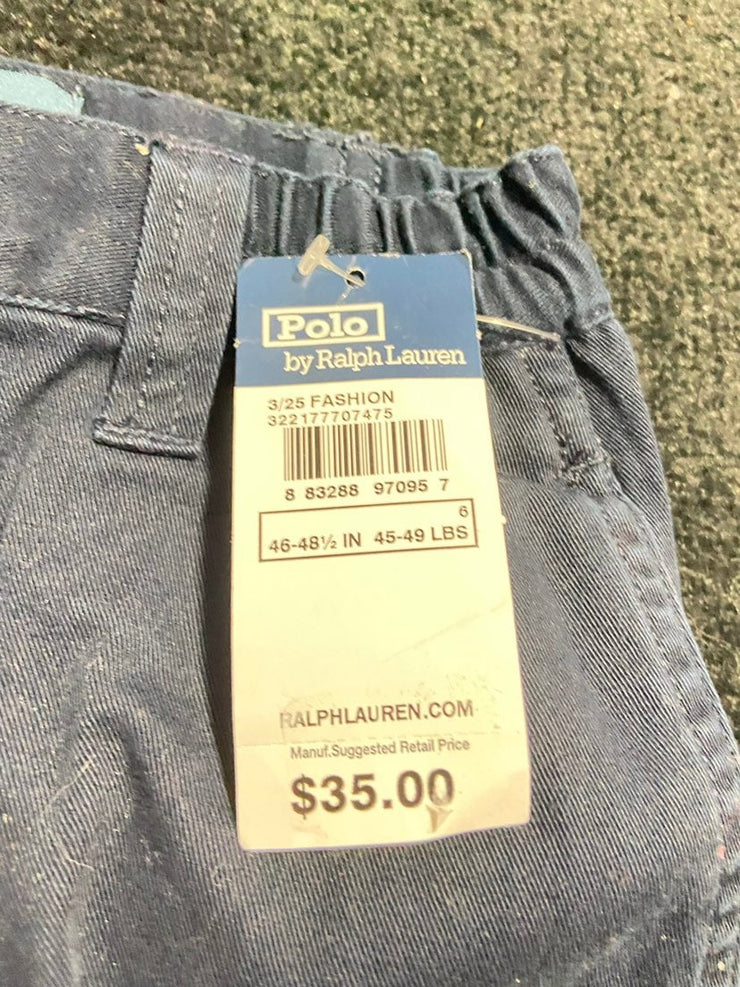 Polo
by Ralph Lauren
3/25 FASHION
322177707475
8 83288 97095 7
6
46-48½ IN 45-49 LBS
RALPHLAUREN.COM
Manuf.Suggested Retail Price
$35.00